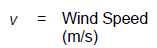 v = Wind Speed
(m/s)